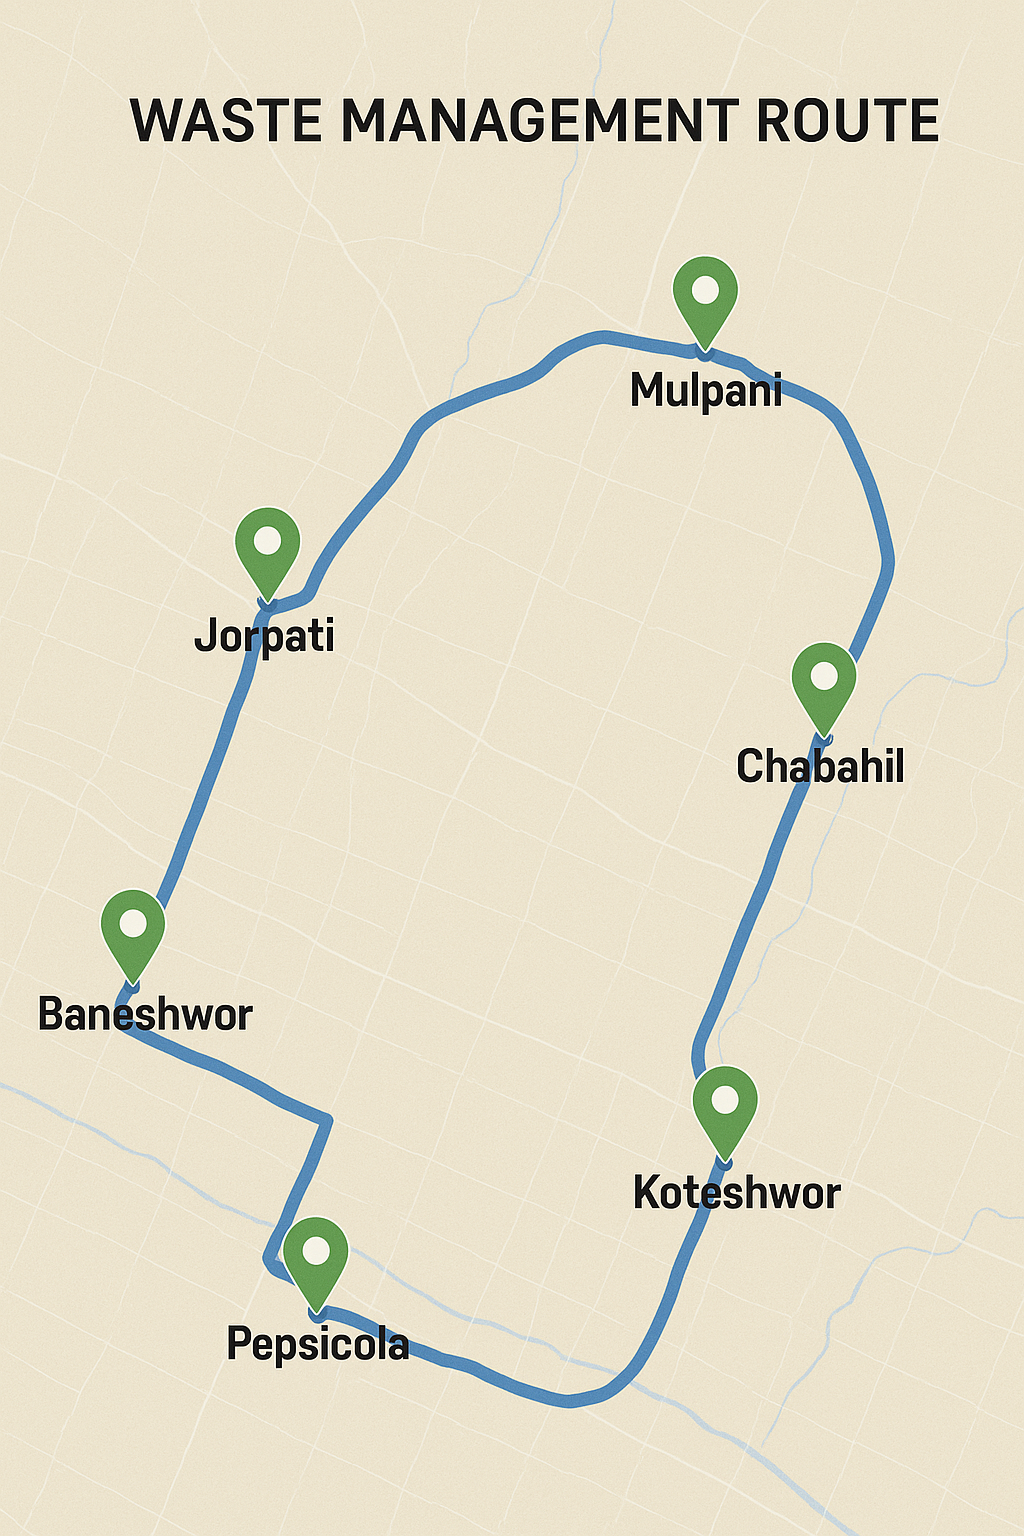 WASTE MANAGEMENT ROUTE
Mulpani
Jorpati
Chabahil
Baneshwor
Koteshwor
Pepsicola